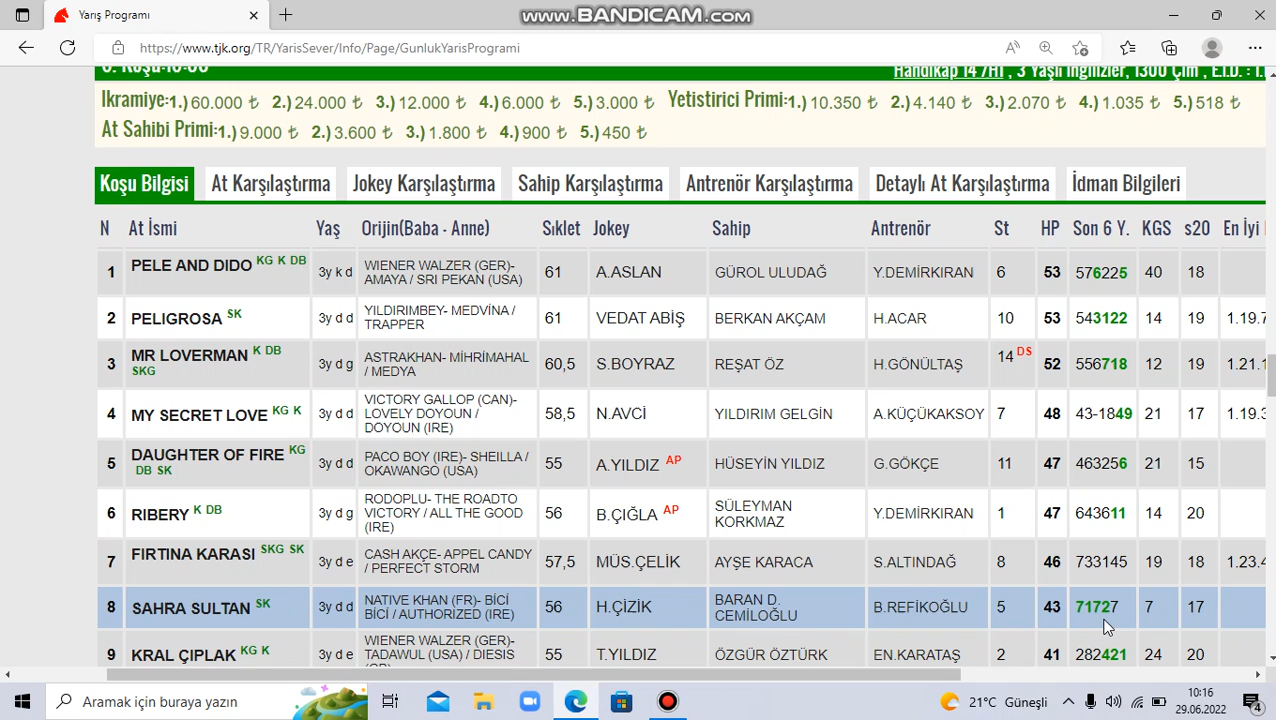 Yarış Programı
www.BANDICAM.com
https://www.tjk.org/TR/YarisSever/Info/Page/GunlukYarisProgrami
Handikap 14 /H1 , 3 Yaşlı İngilizler, 1300 Çim
İkramiye:1.) 60.000 ₺ 2.) 24.000 ₺ 3.) 12.000 ₺ 4.) 6.000 ₺ 5.) 3.000 ₺ Yetistirici Primi:1.) 10.350 ₺ 2.) 4.140 ₺ 3.) 2.070 ₺ 4.) 1.035 ₺ 5.) 518 ₺
At Sahibi Primi:1.) 9.000 ₺ 2.) 3.600 ₺ 3.) 1.800 ₺ 4.) 900 ₺ 5.) 450 ₺
Koşu Bilgisi At Karşılaştırma Jokey Karşılaştırma Sahip Karşılaştırma Antrenör Karşılaştırma Detaylı At Karşılaştırma İdman Bilgileri
N At İsmi Yaş Orijin(Baba - Anne) Sıklet Jokey Sahip Antrenör St HP Son 6 Y. KGS s20 En İyi
1 PELE AND DIDO KG K DB 3y k d WIENER WALZER (GER)- AMAYA / SRI PEKAN (USA) 61 A.ASLAN GÜROL ULUDAĞ Y.DEMİRKIRAN 6 53 576225 40 18
2 PELIGROSA SK 3y d d YILDIRIMBEY- MEDVİNA / TRAPPER 61 VEDAT ABİŞ BERKAN AKÇAM H.ACAR 10 53 543122 14 19 1.19.7
3 MR LOVERMAN K DB SKG 3y d g ASTRAKHAN- MİHRİMAHAL / MEDYA 60,5 S.BOYRAZ REŞAT ÖZ H.GÖNÜLTAŞ 14 DS 52 556718 12 19 1.21.1
4 MY SECRET LOVE KG K 3y d d VICTORY GALLOP (CAN)- LOVELY DOYOUN / DOYOUN (IRE) 58,5 N.AVCİ YILDIRIM GELGİN A.KÜÇÜKAKSOY 7 48 43-1849 21 17 1.19.3
5 DAUGHTER OF FIRE KG DB SK 3y d d PACO BOY (IRE)- SHEILLA / OKAWANGO (USA) 55 A.YILDIZ AP HÜSEYİN YILDIZ G.GÖKÇE 11 47 463256 21 15
6 RIBERY K DB 3y d g RODOPLU- THE ROADTO VICTORY / ALL THE GOOD (IRE) 56 B.ÇIĞLA AP SÜLEYMAN KORKMAZ Y.DEMİRKIRAN 1 47 643611 14 20
7 FIRTINA KARASI SKG SK 3y d e CASH AKÇE- APPEL CANDY / PERFECT STORM 57,5 MÜS.ÇELİK AYŞE KARACA S.ALTINDAĞ 8 46 733145 19 18 1.23.4
8 SAHRA SULTAN SK 3y d d NATIVE KHAN (FR)- BİCİ BİCİ / AUTHORIZED (IRE) 56 H.ÇİZİK BARAN D. CEMİLOĞLU B.REFİKOĞLU 5 43 71727 7 17
9 KRAL ÇIPLAK KG K 3y d e WIENER WALZER (GER)- TADAWUL (USA) / DIESIS 55 T.YILDIZ ÖZGÜR ÖZTÜRK EN.KARATAŞ 2 41 282421 24 20
Aramak için buraya yazın
21°C Güneşli
10:16
29.06.2022
4